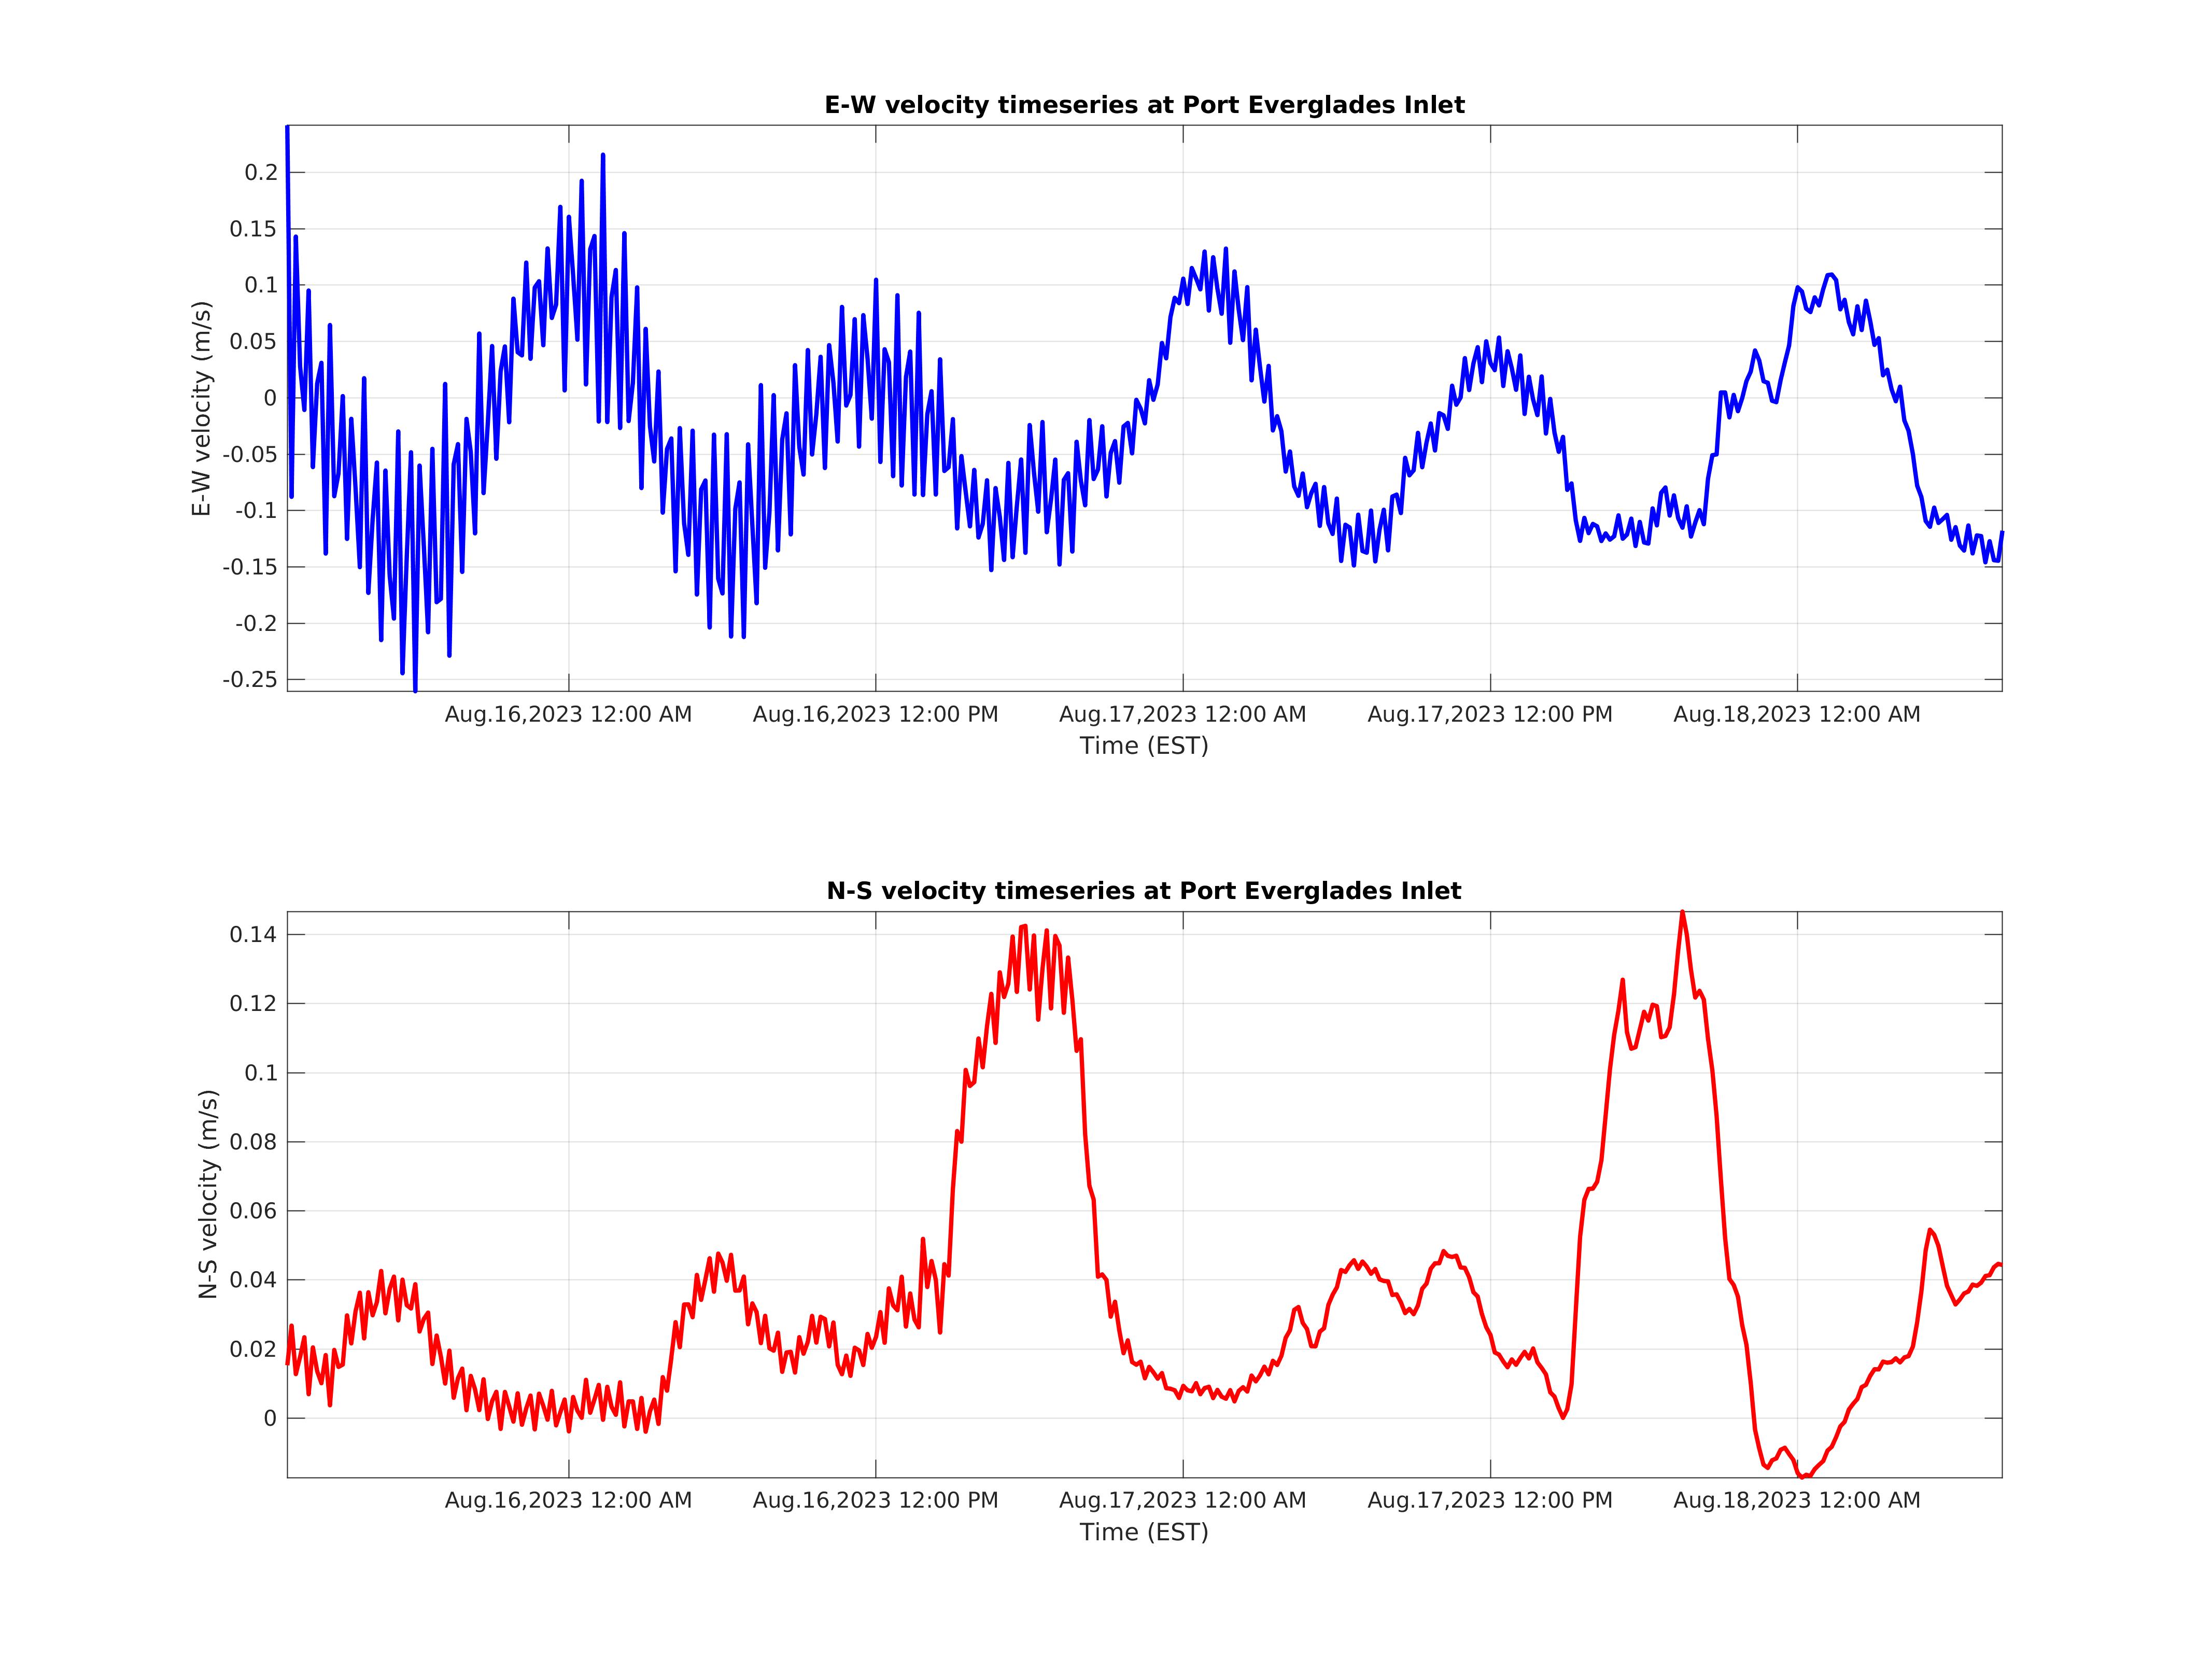 E-W velocity timeseries at Port Everglades Inlet
E-W velocity (m/s)
0.2
0.15
0.1
0.05
0
-0.05
-0.1
-0.15
-0.2
-0.25
Aug.16,2023 12:00 AM Aug.16,2023 12:00 PM Aug.17,2023 12:00 AM Aug.17,2023 12:00 PM Aug.18,2023 12:00 AM
Time (EST)
N-S velocity timeseries at Port Everglades Inlet
N-S velocity (m/s)
0.14
0.12
0.1
0.08
0.06
0.04
0.02
0
Aug.16,2023 12:00 AM Aug.16,2023 12:00 PM Aug.17,2023 12:00 AM Aug.17,2023 12:00 PM Aug.18,2023 12:00 AM
Time (EST)